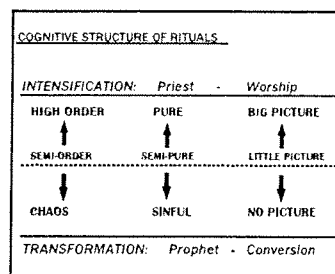 COGNITIVE STRUCTURE OF RITUALS
INTENSIFICATION: Priest - Worship
HIGH ORDER PURE BIG PICTURE
SEMI-ORDER SEMI-PURE LITTLE PICTURE
CHAOS SINFUL NO PICTURE
TRANSFORMATION: Prophet - Conversion